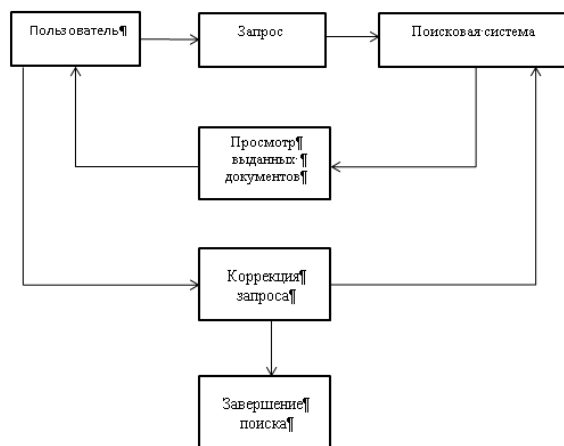 Пользователь¶
Запрос
Поисковая·система
Просмотр¶
выданных·¶
документов¶
Коррекция¶
запроса¶
Завершение¶
поиска¶